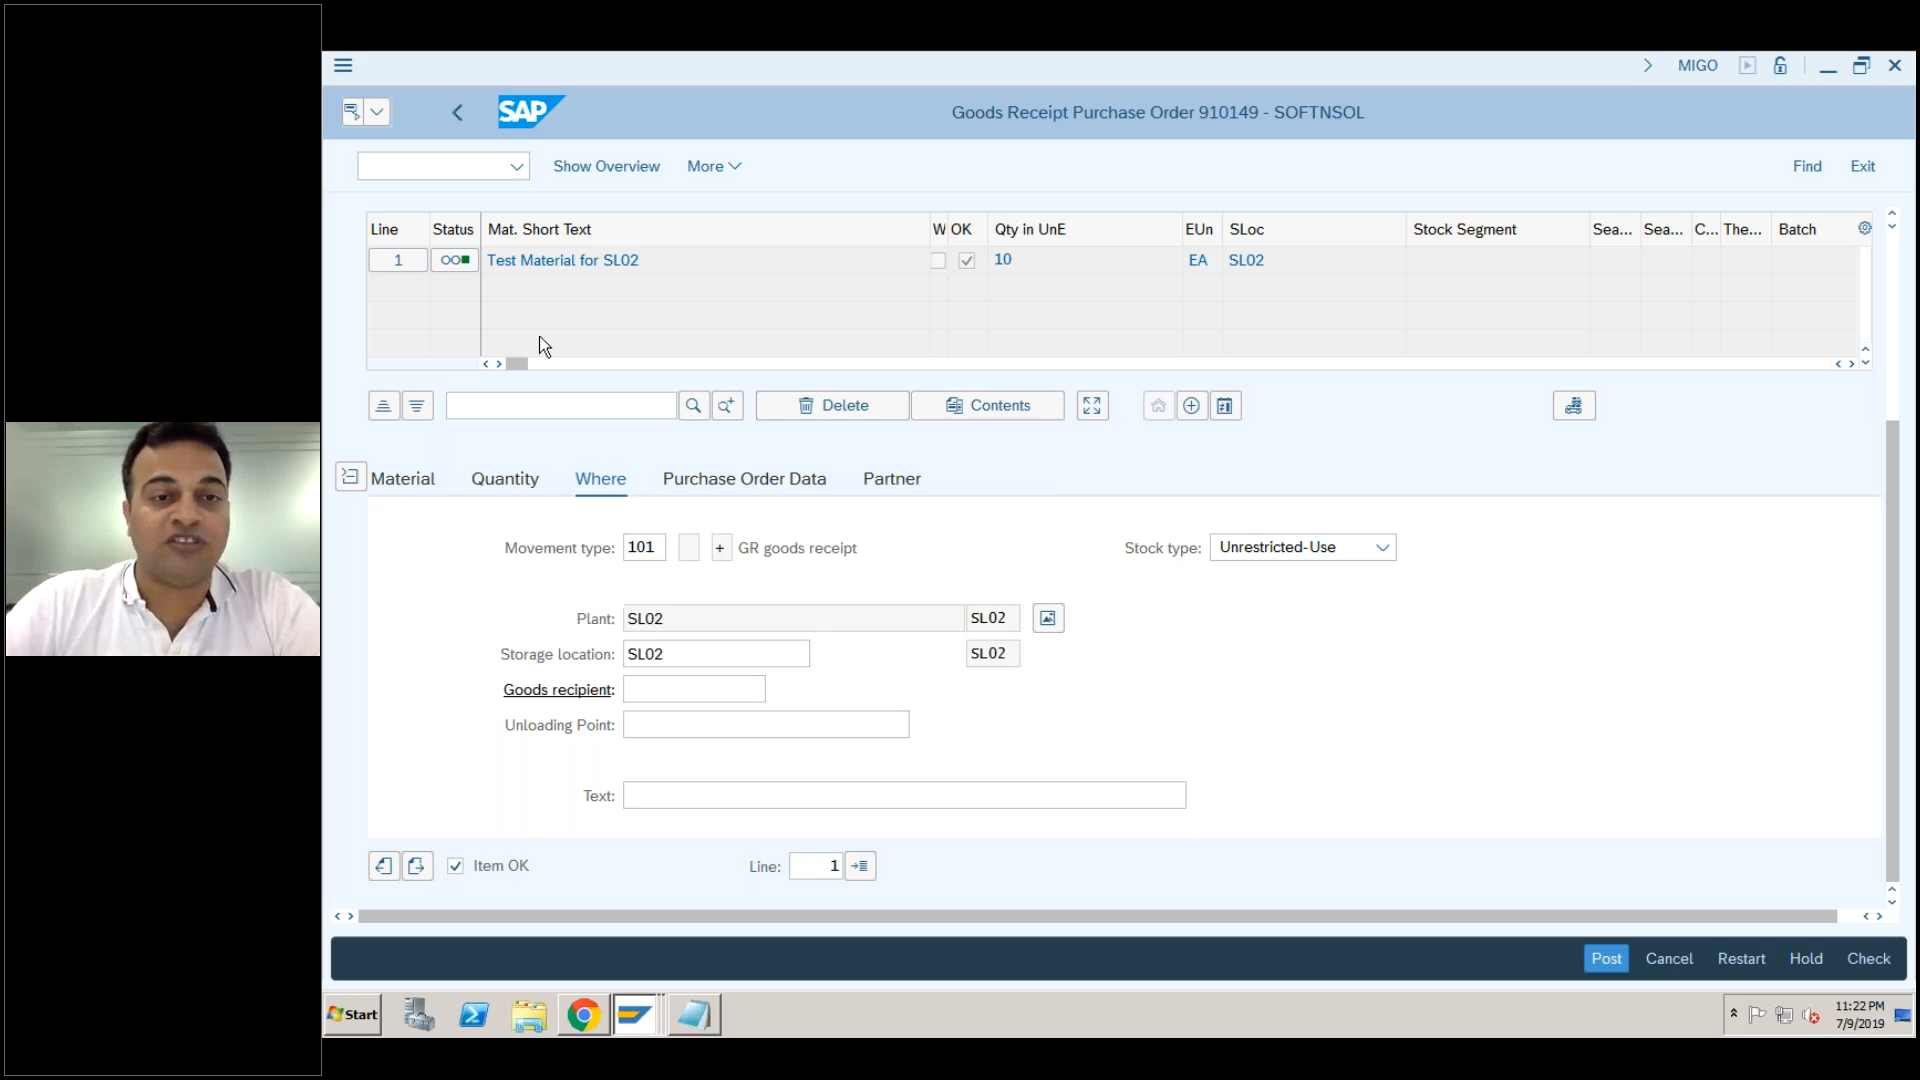 MIGO
SAP
Goods Receipt Purchase Order 910149 - SOFTNSOL
Show Overview More
Find Exit
Line Status Mat. Short Text W OK Qty in UnE EUn SLoc Stock Segment Sea... Sea... C... The... Batch
1 Test Material for SL02 10 EA SL02
Delete Contents
Material Quantity Where Purchase Order Data Partner
Movement type: 101 + GR goods receipt Stock type: Unrestricted-Use
Plant: SL02 SL02
Storage location: SL02 SL02
Goods recipient:
Unloading Point:
Text:
Item OK Line: 1
Post Cancel Restart Hold Check
Start
11:22 PM
7/9/2019